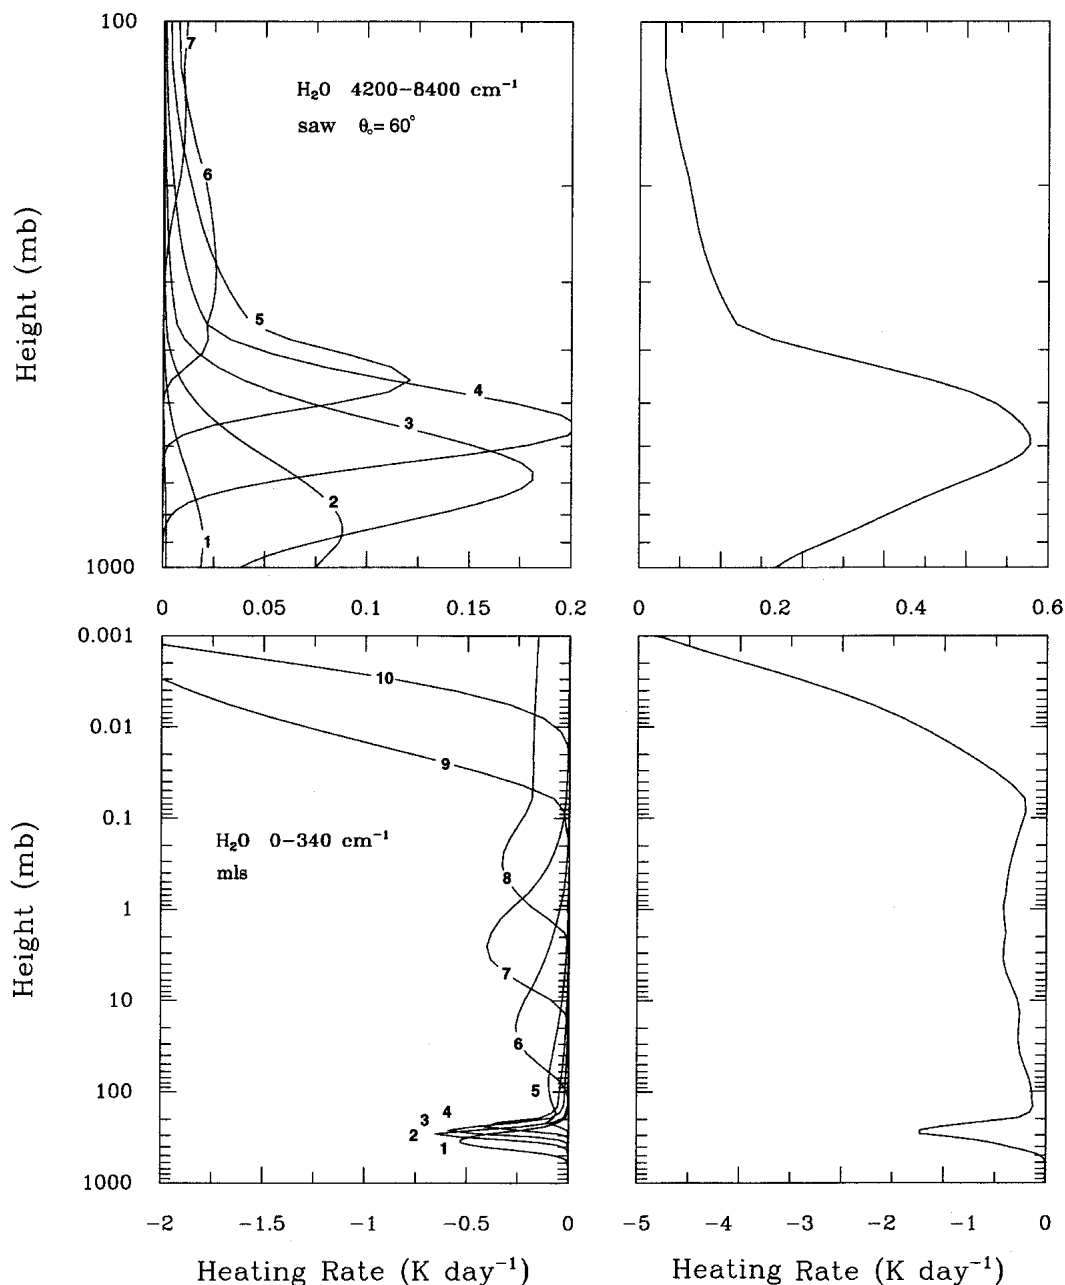 100
7
H₂O 4200−8400 cm⁻¹
saw θ₀= 60°
6
Height (mb)
5
4
3
2
1
1000
0 0.05 0.1 0.15 0.2
0 0.2 0.4 0.6
0.001
10
0.01
9
0.1
H₂O 0−340 cm⁻¹
mls
8
Height (mb)
1
7
10
6
5
100
4
3
2
1
1000
−2 −1.5 −1 −0.5 0
−5 −4 −2 −1 0
Heating Rate (K day⁻¹)
Heating Rate (K day⁻¹)